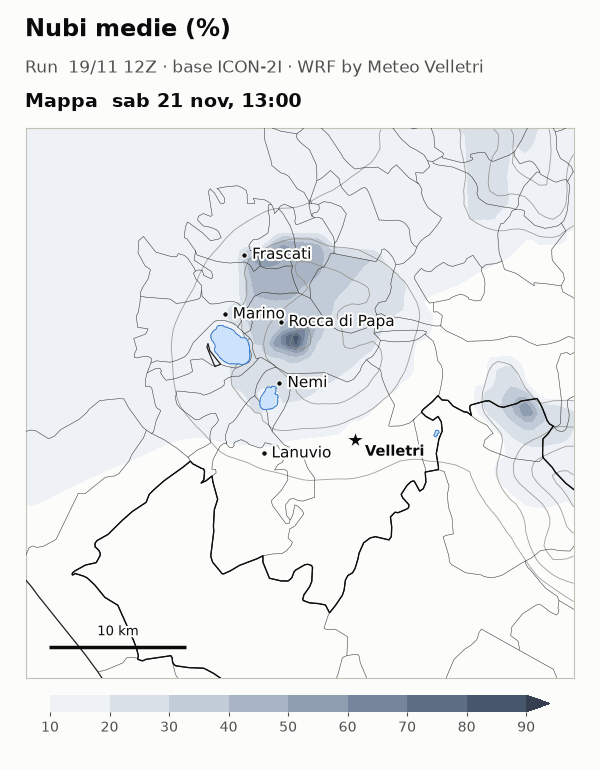 Nubi medie (%)
Run 19/11 12Z · base ICON-2I · WRF by Meteo Velletri
Mappa sab 21 nov, 13:00
Frascati
Marino
Rocca di Papa
Nemi
Lanuvio
Velletri
10 km
10 20 30 40 50 60 70 80 90